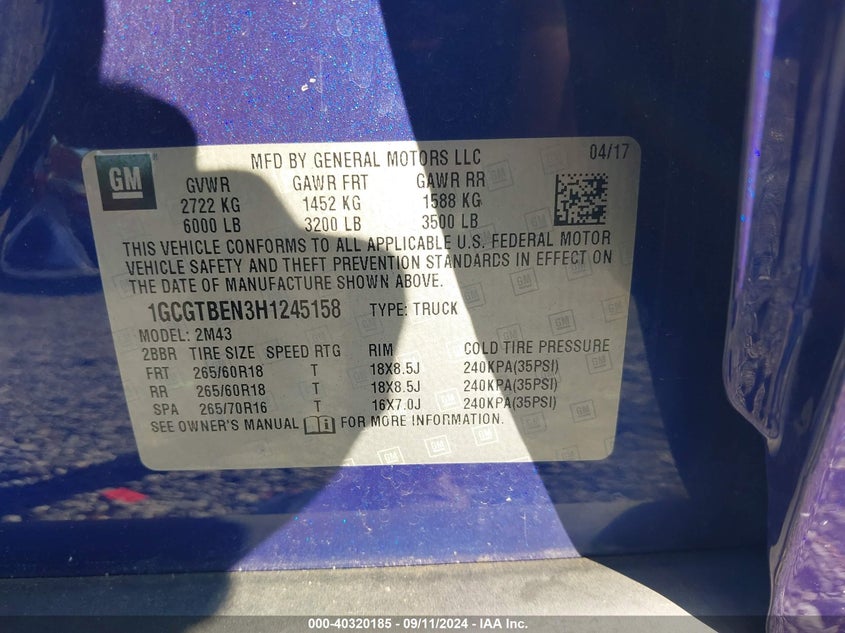 GM
MFD BY GENERAL MOTORS LLC 04/17
GVWR GAWR FRT GAWR RR
2722 KG 1452 KG 1588 KG
6000 LB 3200 LB 3500 LB
THIS VEHICLE CONFORMS TO ALL APPLICABLE U.S. FEDERAL MOTOR
VEHICLE SAFETY AND THEFT PREVENTION STANDARDS IN EFFECT ON
THE DATE OF MANUFACTURE SHOWN ABOVE.
1GCGTBEN3H1245158 TYPE: TRUCK
MODEL: 2M43
2BBR TIRE SIZE SPEED RTG RIM COLD TIRE PRESSURE
FRT 265/60R18 T 18X8.5J 240KPA(35PSI)
RR 265/60R18 T 18X8.5J 240KPA(35PSI)
SPA 265/70R16 T 16X7.0J 240KPA(35PSI)
SEE OWNER'S MANUAL FOR MORE INFORMATION.
000-40320185 - 09/11/2024 - IAA Inc.